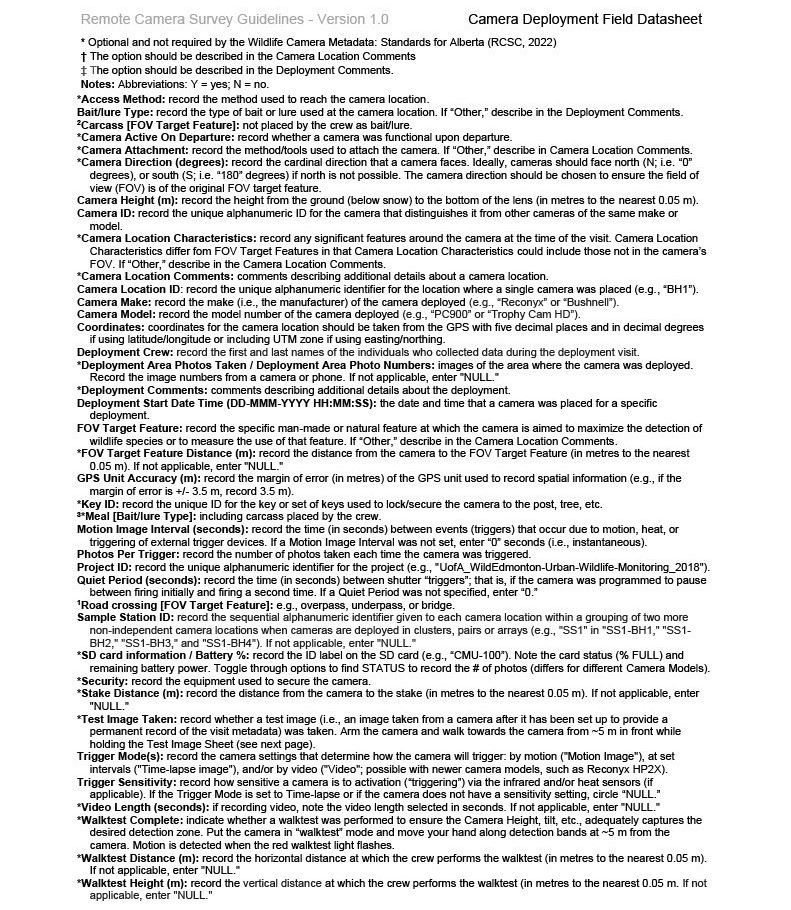 Remote Camera Survey Guidelines - Version 1.0 Camera Deployment Field Datasheet
* Optional and not required by the Wildlife Camera Metadata: Standards for Alberta (RCSC, 2022)
† The option should be described in the Camera Location Comments
‡ The option should be described in the Deployment Comments.
Notes: Abbreviations: Y = yes; N = no.
*Access Method: record the method used to reach the camera location.
Bait/lure Type: record the type of bait or lure used at the camera location. If “Other,” describe in the Deployment Comments.
²Carcass [FOV Target Feature]: not placed by the crew as bait/lure.
*Camera Active On Departure: record whether a camera was functional upon departure.
*Camera Attachment: record the method/tools used to attach the camera. If “Other,” describe in Camera Location Comments.
*Camera Direction (degrees): record the cardinal direction that a camera faces. Ideally, cameras should face north (N; i.e. “0”
degrees), or south (S; i.e. “180” degrees) if north is not possible. The camera direction should be chosen to ensure the field of
view (FOV) is of the original FOV target feature.
Camera Height (m): record the height from the ground (below snow) to the bottom of the lens (in metres to the nearest 0.05 m).
Camera ID: record the unique alphanumeric ID for the camera that distinguishes it from other cameras of the same make or
model.
*Camera Location Characteristics: record any significant features around the camera at the time of the visit. Camera Location
Characteristics differ fom FOV Target Features in that Camera Location Characteristics could include those not in the camera’s
FOV. If “Other,” describe in the Camera Location Comments.
*Camera Location Comments: comments describing additional details about a camera location.
Camera Location ID: record the unique alphanumeric identifier for the location where a single camera was placed (e.g., “BH1”).
Camera Make: record the make (i.e., the manufacturer) of the camera deployed (e.g., “Reconyx” or “Bushnell”).
Camera Model: record the model number of the camera deployed (e.g., “PC900” or “Trophy Cam HD”).
Coordinates: coordinates for the camera location should be taken from the GPS with five decimal places and in decimal degrees
if using latitude/longitude or including UTM zone if using easting/northing.
Deployment Crew: record the first and last names of the individuals who collected data during the deployment visit.
*Deployment Area Photos Taken / Deployment Area Photo Numbers: images of the area where the camera was deployed.
Record the image numbers from a camera or phone. If not applicable, enter "NULL."
*Deployment Comments: comments describing additional details about the deployment.
Deployment Start Date Time (DD-MMM-YYYY HH:MM:SS): the date and time that a camera was placed for a specific
deployment.
FOV Target Feature: record the specific man-made or natural feature at which the camera is aimed to maximize the detection of
wildlife species or to measure the use of that feature. If “Other,” describe in the Camera Location Comments.
*FOV Target Feature Distance (m): record the distance from the camera to the FOV Target Feature (in metres to the nearest
0.05 m). If not applicable, enter "NULL."
GPS Unit Accuracy (m): record the margin of error (in metres) of the GPS unit used to record spatial information (e.g., if the
margin of error is +/- 3.5 m, record 3.5 m).
*Key ID: record the unique ID for the key or set of keys used to lock/secure the camera to the post, tree, etc.
³*Meal [Bait/lure Type]: including carcass placed by the crew.
Motion Image Interval (seconds): record the time (in seconds) between events (triggers) that occur due to motion, heat, or
triggering of external trigger devices. If a Motion Image Interval was not set, enter “0” seconds (i.e., instantaneous).
Photos Per Trigger: record the number of photos taken each time the camera was triggered.
Project ID: record the unique alphanumeric identifier for the project (e.g., "UofA_WildEdmonton-Urban-Wildlife-Monitoring_2018").
Quiet Period (seconds): record the time (in seconds) between shutter “triggers”; that is, if the camera was programmed to pause
between firing initially and firing a second time. If a Quiet Period was not specified, enter “0.”
¹Road crossing [FOV Target Feature]: e.g., overpass, underpass, or bridge.
Sample Station ID: record the sequential alphanumeric identifier given to each camera location within a grouping of two more
non-independent camera locations when cameras are deployed in clusters, pairs or arrays (e.g., "SS1" in "SS1-BH1," "SS1-
BH2," "SS1-BH3," and "SS1-BH4"). If not applicable, enter "NULL."
*SD card information / Battery %: record the ID label on the SD card (e.g., “CMU-100”). Note the card status (% FULL) and
remaining battery power. Toggle through options to find STATUS to record the # of photos (differs for different Camera Models).
*Security: record the equipment used to secure the camera.
*Stake Distance (m): record the distance from the camera to the stake (in metres to the nearest 0.05 m). If not applicable, enter
"NULL."
*Test Image Taken: record whether a test image (i.e., an image taken from a camera after it has been set up to provide a
permanent record of the visit metadata) was taken. Arm the camera and walk towards the camera from ~5 m in front while
holding the Test Image Sheet (see next page).
Trigger Mode(s): record the camera settings that determine how the camera will trigger: by motion ("Motion Image"), at set
intervals ("Time-lapse image"), and/or by video ("Video"; possible with newer camera models, such as Reconyx HP2X).
Trigger Sensitivity: record how sensitive a camera is to activation (“triggering”) via the infrared and/or heat sensors (if
applicable). If the Trigger Mode is set to Time-lapse or if the camera does not have a sensitivity setting, circle “NULL.”
*Video Length (seconds): if recording video, note the video length selected in seconds. If not applicable, enter "NULL."
*Walktest Complete: indicate whether a walktest was performed to ensure the Camera Height, tilt, etc., adequately captures the
desired detection zone. Put the camera in “walktest” mode and move your hand along detection bands at ~5 m from the
camera. Motion is detected when the red walktest light flashes.
*Walktest Distance (m): record the horizontal distance at which the crew performs the walktest (in metres to the nearest 0.05 m).
If not applicable, enter "NULL."
*Walktest Height (m): record the vertical distance at which the crew performs the walktest (in metres to the nearest 0.05 m. If not
applicable, enter "NULL."